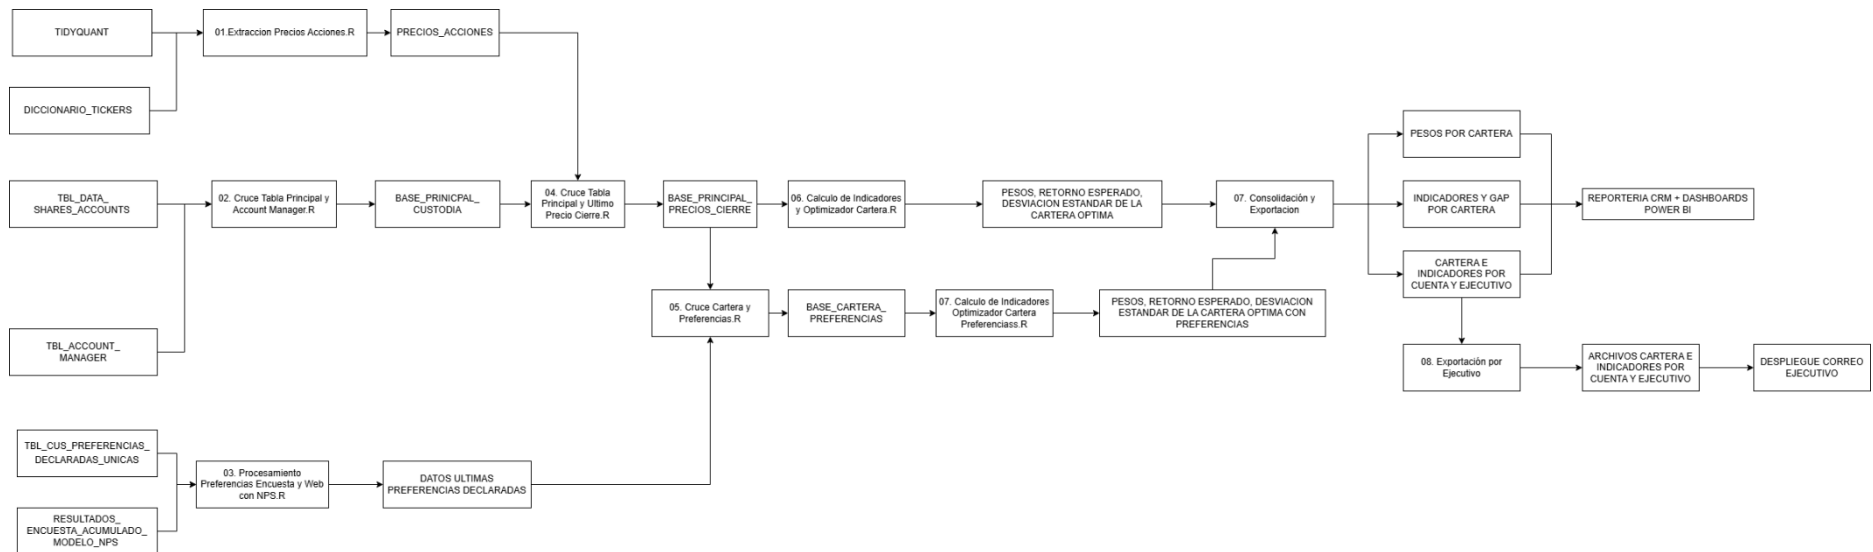 TIDYQUANT
01.Extraccion Precios Acciones.R
PRECIOS_ACCIONES
DICCIONARIO_TICKERS
TBL_DATA_
SHARES_ACCOUNTS
02. Cruce Tabla Principal y
Account Manager.R
BASE_PRINICPAL_
CUSTODIA
04. Cruce Tabla
Principal y Ultimo
Precio Cierre.R
BASE_PRINCIPAL_
PRECIOS_CIERRE
06. Calculo de Indicadores
y Optimizador Cartera.R
PESOS, RETORNO ESPERADO,
DESVIACION ESTANDAR DE LA
CARTERA OPTIMA
07. Consolidación y
Exportacion
PESOS POR CARTERA
INDICADORES Y GAP
POR CARTERA
CARTERA E
INDICADORES POR
CUENTA Y EJECUTIVO
REPORTERIA CRM + DASHBOARDS
POWER BI
TBL_ACCOUNT_
MANAGER
05. Cruce Cartera y
Preferencias.R
BASE_CARTERA_
PREFERENCIAS
07. Calculo de Indicadores
Optimizador Cartera
Preferenciass.R
PESOS, RETORNO ESPERADO, DESVIACION
ESTANDAR DE LA CARTERA OPTIMA CON
PREFERENCIAS
08. Exportación por
Ejecutivo
ARCHIVOS CARTERA E
INDICADORES POR
CUENTA Y EJECUTIVO
DESPLIEGUE CORREO
EJECUTIVO
TBL_CUS_PREFERENCIAS_
DECLARADAS_UNICAS
03. Procesamiento
Preferencias Encuesta y Web
con NPS.R
DATOS ULTIMAS
PREFERENCIAS DECLARADAS
RESULTADOS_
ENCUESTA_ACUMULADO_
MODELO_NPS